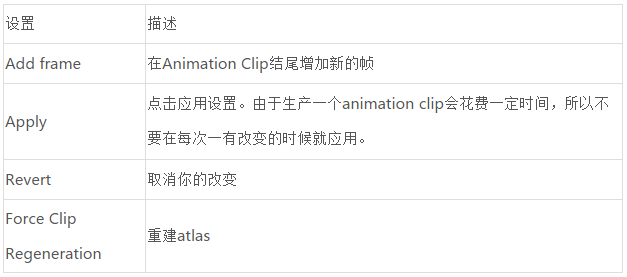 设置 描述
Add frame 在Animation Clip结尾增加新的帧
Apply 点击应用设置。由于生产一个animation clip会花费一定时间，所以不
要在每次一有改变的时候就应用。
Revert 取消你的改变
Force Clip
Regeneration 重建atlas